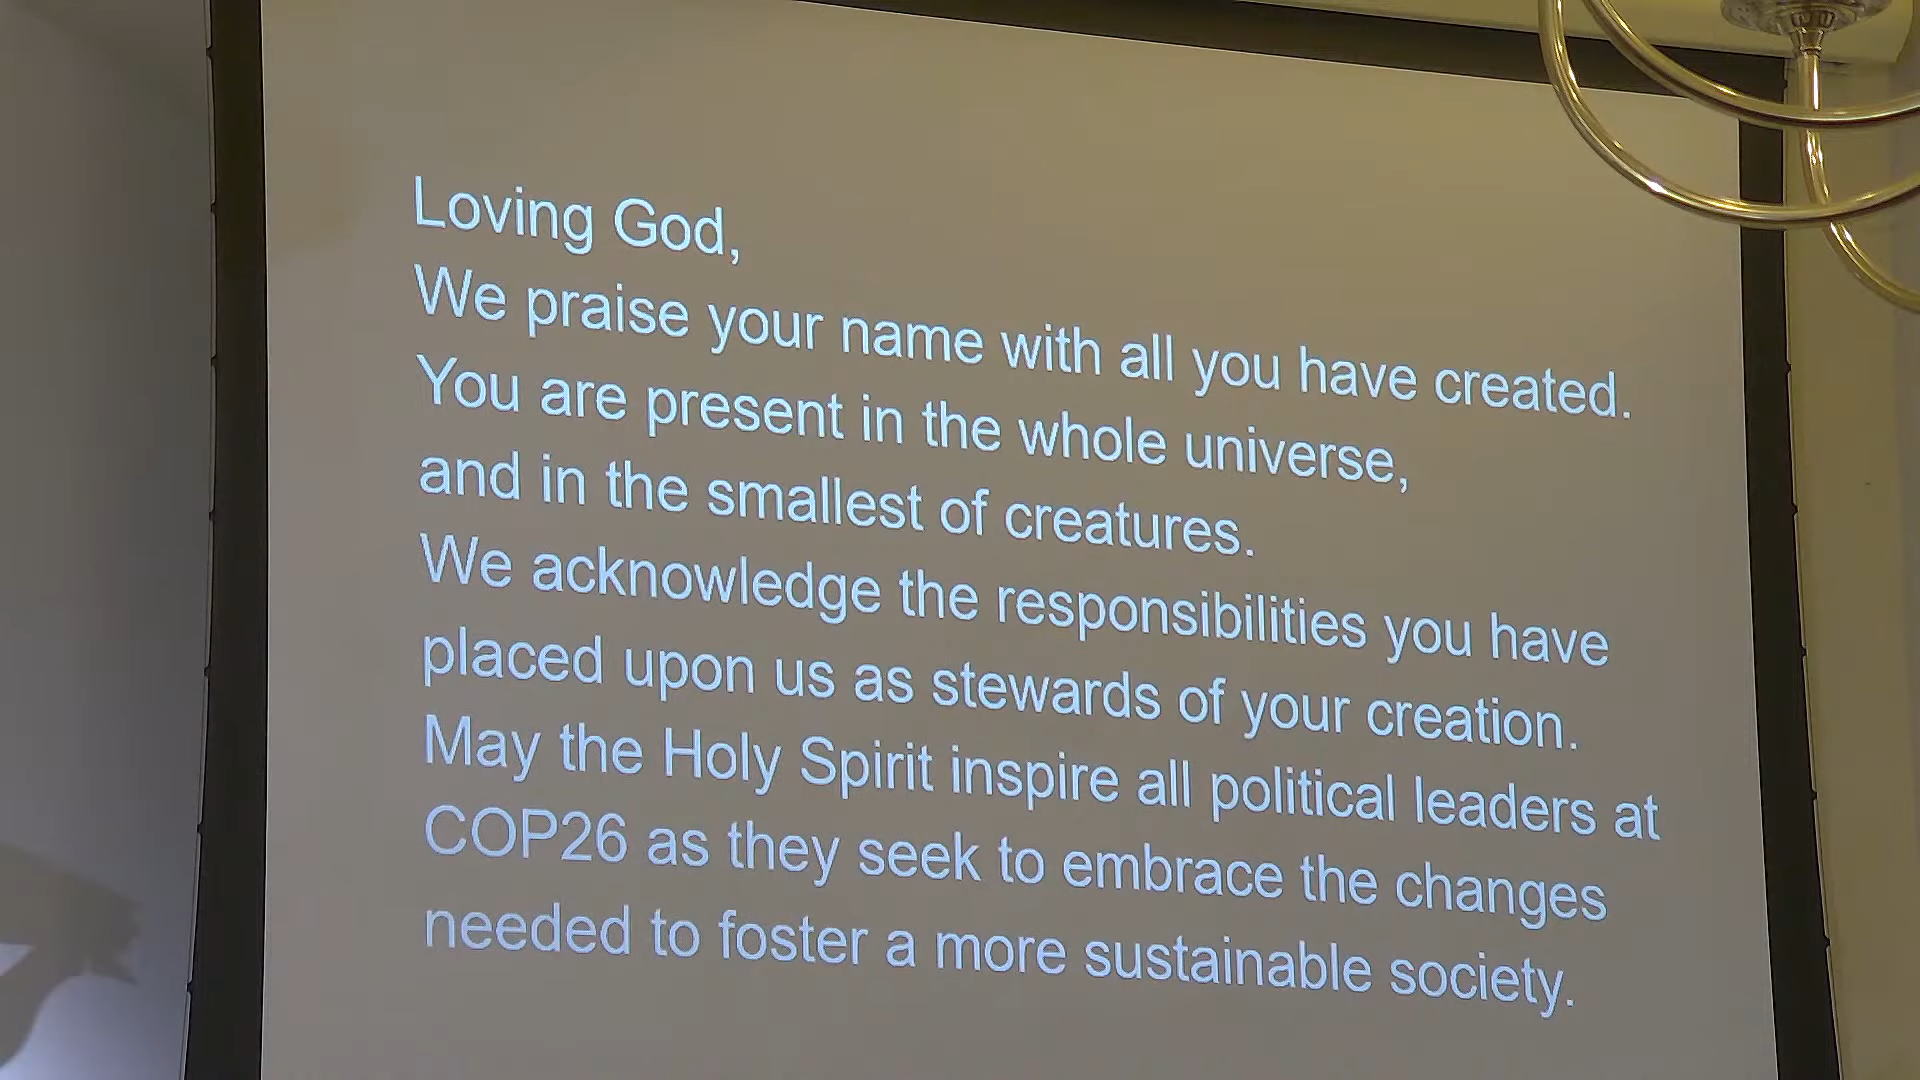 Loving God,
We praise your name with all you have created.
You are present in the whole universe,
and in the smallest of creatures.
We acknowledge the responsibilities you have
placed upon us as stewards of your creation.
May the Holy Spirit inspire all political leaders at
COP26 as they seek to embrace the changes
needed to foster a more sustainable society.